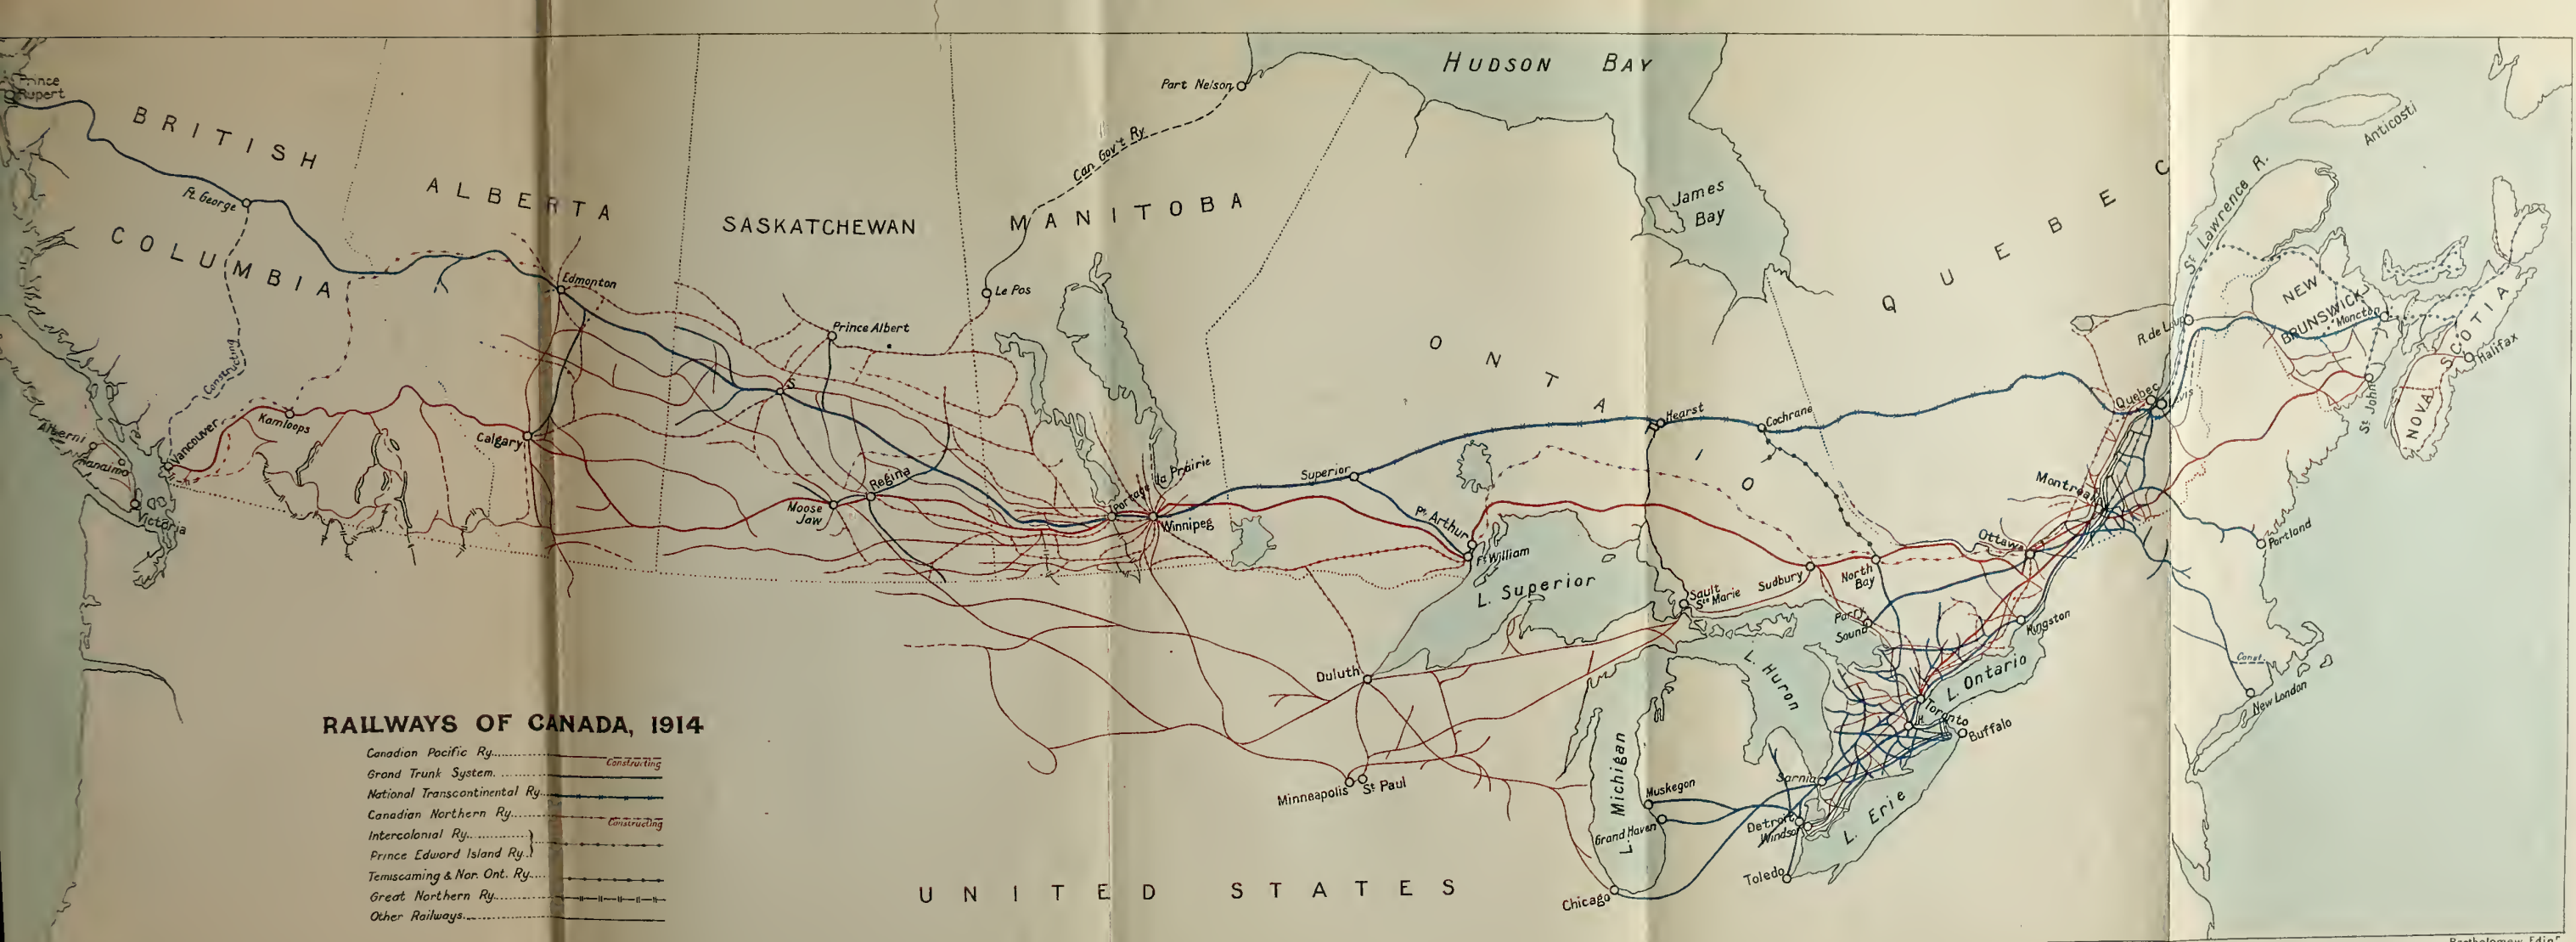 HUDSON BAY
Prince
Rupert
Port Nelson
BRITISH
COLUMBIA
Can. Gov't Ry
Anticosti
St. Lawrence R.
Ft. George
ALBERTA
SASKATCHEWAN
MANITOBA
James
Bay
QUEBEC
ONTARIO
Edmonton
Le Pas
Prince Albert
NEW
BRUNSWICK
Moncton
R. de Loup
NOVA SCOTIA
Halifax
St. John
Constructing
Kamloops
Vancouver
Alberni
Nanaimo
Victoria
Calgary
S.
Regina
Moose
Jaw
Portage la Prairie
Winnipeg
Superior
Pt. Arthur
Ft. William
Hearst
Cochrane
Quebec
Levis
Montreal
Portland
Ottawa
L. Superior
Sault
Ste Marie
Sudbury
North
Bay
Parry
Sound
Kingston
L. Huron
L. Ontario
Toronto
H.
Buffalo
Const.
New London
Duluth
Minneapolis
St. Paul
L. Michigan
Muskegon
Grand Haven
Sarnia
Detroit
Windsor
L. Erie
Toledo
Chicago
UNITED STATES
RAILWAYS OF CANADA, 1914
Canadian Pacific Ry. Constructing
Grand Trunk System
National Transcontinental Ry.
Canadian Northern Ry. Constructing
Intercolonial Ry.
Prince Edward Island Ry.
Temiscaming & Nor. Ont. Ry.
Great Northern Ry.
Other Railways